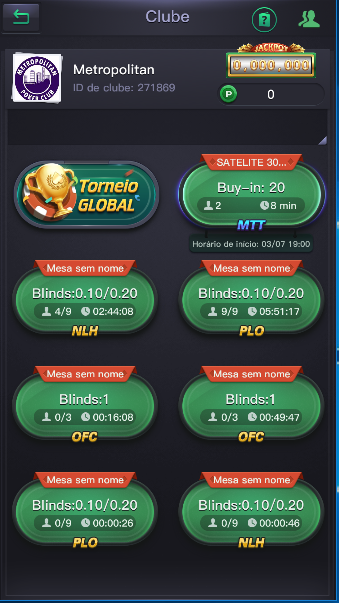 Clube
METROPOLITAN
POKER CLUB
Metropolitan
ID de clube: 271869
JACKPOT
0,000,000
P
0
Torneio
GLOBAL
SATELITE 30...
Buy-in: 20
2 8 min
MTT
Horário de início: 03/07 19:00
Mesa sem nome
Blinds:0.10/0.20
4/9 02:44:08
NLH
Mesa sem nome
Blinds:0.10/0.20
9/9 05:51:17
PLO
Mesa sem nome
Blinds:1
0/3 00:16:08
OFC
Mesa sem nome
Blinds:1
0/3 00:49:47
OFC
Mesa sem nome
Blinds:0.10/0.20
0/9 00:00:26
PLO
Mesa sem nome
Blinds:0.10/0.20
0/9 00:00:46
NLH